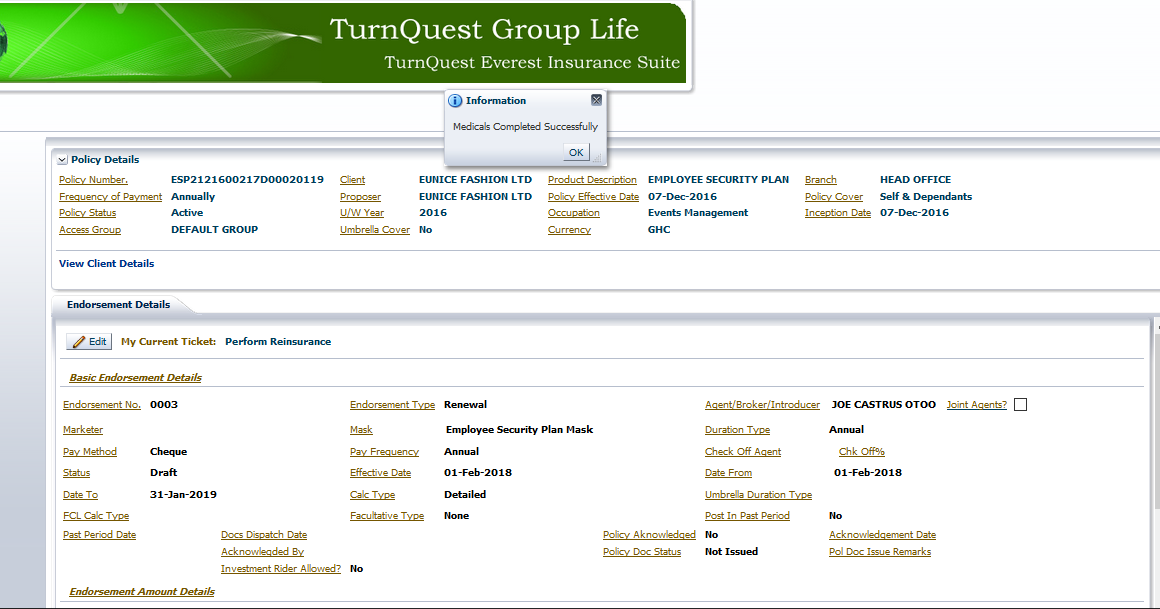 TurnQuest Group Life
TurnQuest Everest Insurance Suite
Information
Medicals Completed Successfully
OK
Policy Details
Policy Number. ESP2121600217D00020119 Client EUNICE FASHION LTD Product Description EMPLOYEE SECURITY PLAN Branch HEAD OFFICE
Frequency of Payment Annually Proposer EUNICE FASHION LTD Policy Effective Date 07-Dec-2016 Policy Cover Self & Dependants
Policy Status Active U/W Year 2016 Occupation Events Management Inception Date 07-Dec-2016
Access Group DEFAULT GROUP Umbrella Cover No Currency GHC
View Client Details
Endorsement Details
Edit My Current Ticket: Perform Reinsurance
Basic Endorsement Details
Endorsement No. 0003 Endorsement Type Renewal Agent/Broker/Introducer JOE CASTRUS OTOO Joint Agents?
Marketer Mask Employee Security Plan Mask Duration Type Annual
Pay Method Cheque Pay Frequency Annual Check Off Agent Chk Off%
Status Draft Effective Date 01-Feb-2018 Date From 01-Feb-2018
Date To 31-Jan-2019 Calc Type Detailed Umbrella Duration Type
FCL Calc Type Facultative Type None Post In Past Period No
Past Period Date Docs Dispatch Date Policy Aknowledged No Acknowledgement Date
Acknowlegded By Policy Doc Status Not Issued Pol Doc Issue Remarks
Investment Rider Allowed? No
Endorsement Amount Details